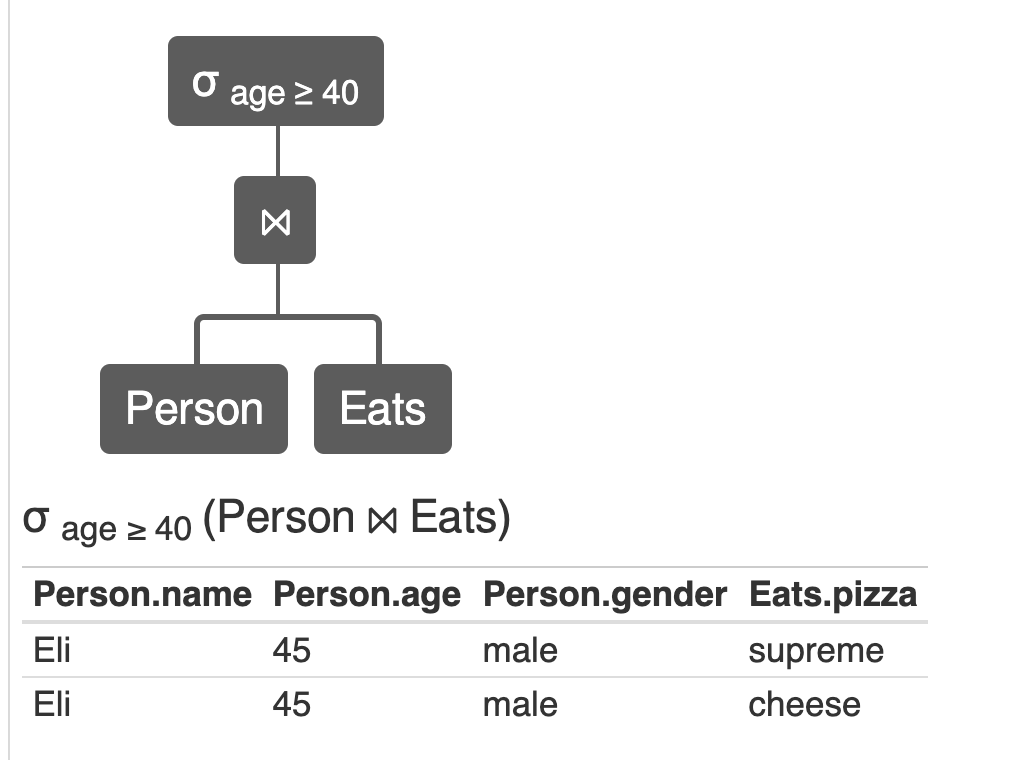 σ age ≥ 40
⋈
Person Eats
σ age ≥ 40 (Person ⋈ Eats)
Person.name Person.age Person.gender Eats.pizza
Eli 45 male supreme
Eli 45 male cheese